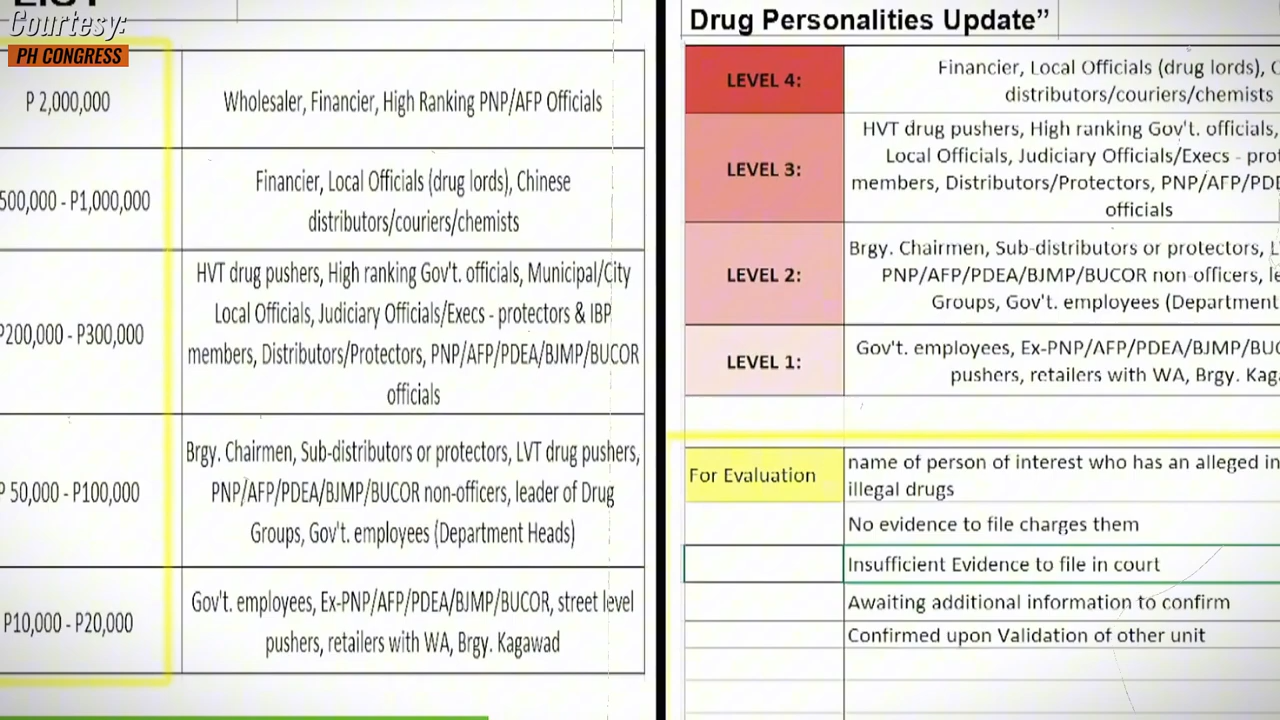 LIST
Courtesy:
PH CONGRESS
P 2,000,000
Wholesaler, Financier, High Ranking PNP/AFP Officials
500,000 - P1,000,000
Financier, Local Officials (drug lords), Chinese
distributors/couriers/chemists
P200,000 - P300,000
HVT drug pushers, High ranking Gov't. officials, Municipal/City
Local Officials, Judiciary Officials/Execs - protectors & IBP
members, Distributors/Protectors, PNP/AFP/PDEA/BJMP/BUCOR
officials
P 50,000 - P100,000
Brgy. Chairmen, Sub-distributors or protectors, LVT drug pushers,
PNP/AFP/PDEA/BJMP/BUCOR non-officers, leader of Drug
Groups, Gov't. employees (Department Heads)
P10,000 - P20,000
Gov't. employees, Ex-PNP/AFP/PDEA/BJMP/BUCOR, street level
pushers, retailers with WA, Brgy. Kagawad
Drug Personalities Update”
LEVEL 4:
Financier, Local Officials (drug lords), C
distributors/couriers/chemists
LEVEL 3:
HVT drug pushers, High ranking Gov't. officials,
Local Officials, Judiciary Officials/Execs - pro
members, Distributors/Protectors, PNP/AFP/PD
officials
LEVEL 2:
Brgy. Chairmen, Sub-distributors or protectors, L
PNP/AFP/PDEA/BJMP/BUCOR non-officers, le
Groups, Gov't. employees (Department
LEVEL 1:
Gov't. employees, Ex-PNP/AFP/PDEA/BJMP/BUC
pushers, retailers with WA, Brgy. Kaga
For Evaluation
name of person of interest who has an alleged in
illegal drugs
No evidence to file charges them
Insufficient Evidence to file in court
Awaiting additional information to confirm
Confirmed upon Validation of other unit